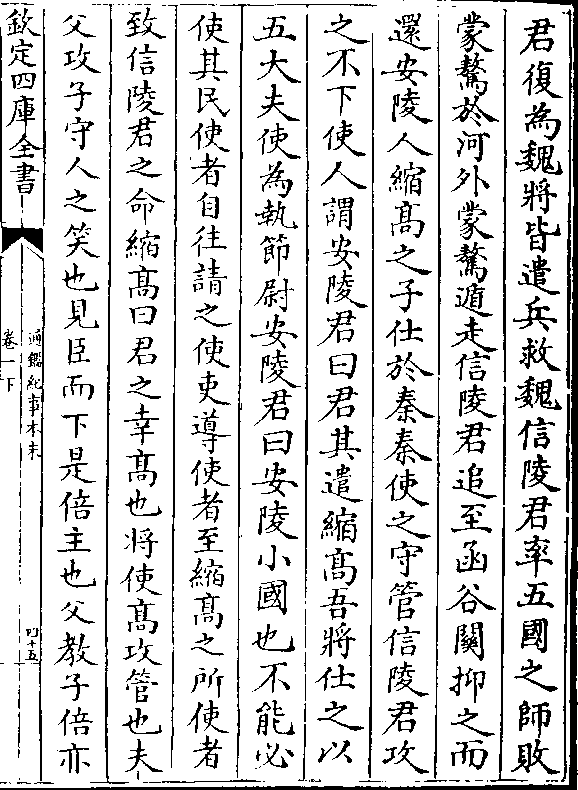 君復為魏將皆遣兵救魏信陵君率五國之師敗
蒙驁於河外蒙驁遁走信陵君追至函谷關抑之而
還安陵人縮髙之子仕於秦秦使之守管信陵君攻
之不下使人謂安陵君曰君其遣縮髙吾將仕之以
五大夫使為執節尉安陵君曰安陵小國也不能必
使其民使者自往請之使吏導使者至縮髙之所使者
致信陵君之命縮髙曰君之幸髙也將使髙攻管也夫
父攻子守人之笑也見臣而下是倍主也父教子倍亦
欽定四庫全書
通鑑紀事本末
卷一下
四十五